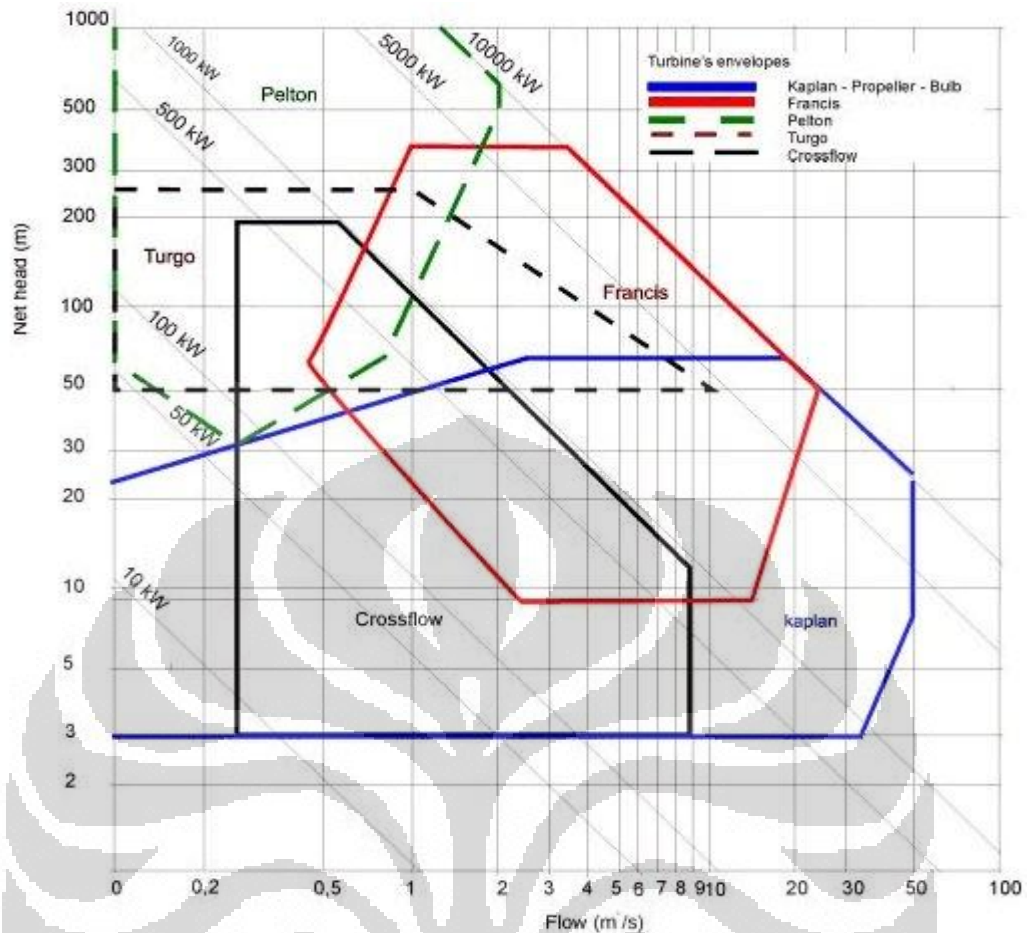 1000
500
300
200
100
50
30
20
10
5
3
2
Net head (m)
1000 kW
500 kW
100 kW
50 kW
10 kW
5000 kW
10000 kW
Pelton
Turgo
Francis
Crossflow
kaplan
Turbine's envelopes
Kaplan - Propeller - Bulb
Francis
Pelton
Turgo
Crossflow
0 0,2 0,5 1 2 3 4 5 6 7 8 9 10 20 30 50 100
Flow (m /s)